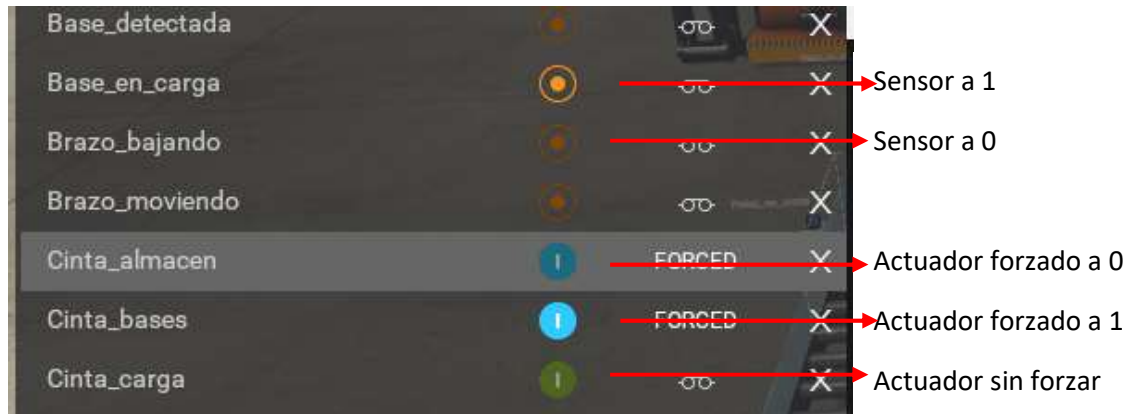 Base_detectada X
Base_en_carga X Sensor a 1
Brazo_bajando X Sensor a 0
Brazo_moviendo X
Cinta_almacen I FORCED X Actuador forzado a 0
Cinta_bases I FORCED X Actuador forzado a 1
Cinta_carga I X Actuador sin forzar